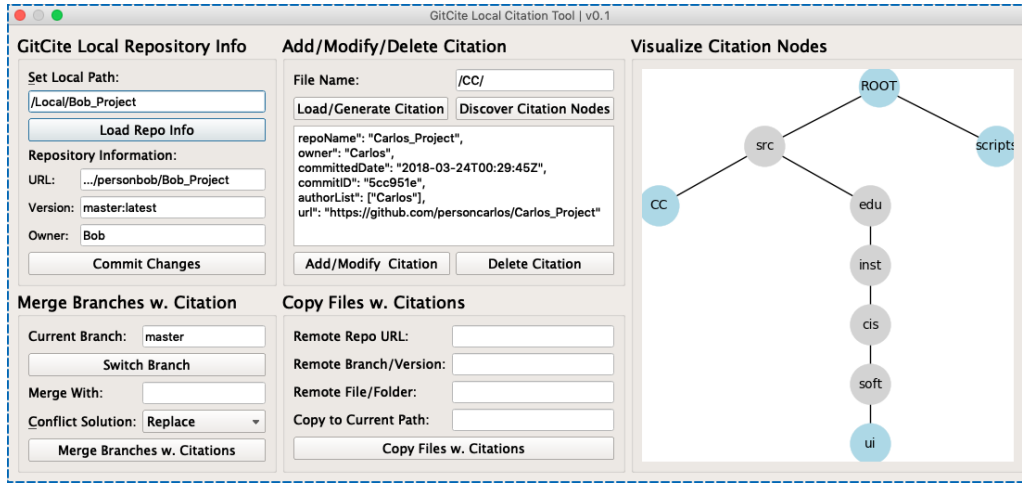 GitCite Local Citation Tool | v0.1
GitCite Local Repository Info
Set Local Path:
/Local/Bob_Project
Load Repo Info
Repository Information:
URL: .../personbob/Bob_Project
Version: master:latest
Owner: Bob
Commit Changes
Add/Modify/Delete Citation
File Name: /CC/
Load/Generate Citation Discover Citation Nodes
repoName": "Carlos_Project",
owner": "Carlos",
committedDate": "2018-03-24T00:29:45Z",
commitID": "5cc951e",
authorList": ["Carlos"],
url": "https://github.com/personcarlos/Carlos_Project"
Add/Modify Citation Delete Citation
Merge Branches w. Citation
Current Branch: master
Switch Branch
Merge With:
Conflict Solution: Replace
Merge Branches w. Citations
Copy Files w. Citations
Remote Repo URL:
Remote Branch/Version:
Remote File/Folder:
Copy to Current Path:
Copy Files w. Citations
Visualize Citation Nodes
ROOT
src
scripts
CC
edu
inst
cis
soft
ui